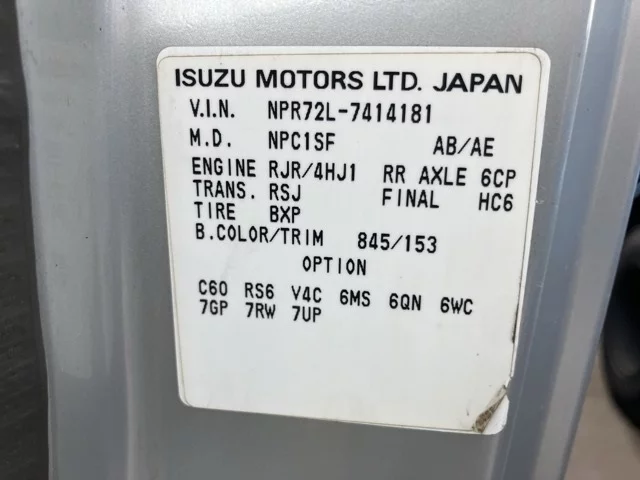 ISUZU MOTORS LTD. JAPAN
V.I.N. NPR72L-7414181
M.D. NPC1SF AB/AE
ENGINE RJR/4HJ1 RR AXLE 6CP
TRANS. RSJ FINAL HC6
TIRE BXP
B.COLOR/TRIM 845/153
OPTION
C60 RS6 V4C 6MS 6QN 6WC
7GP 7RW 7UP